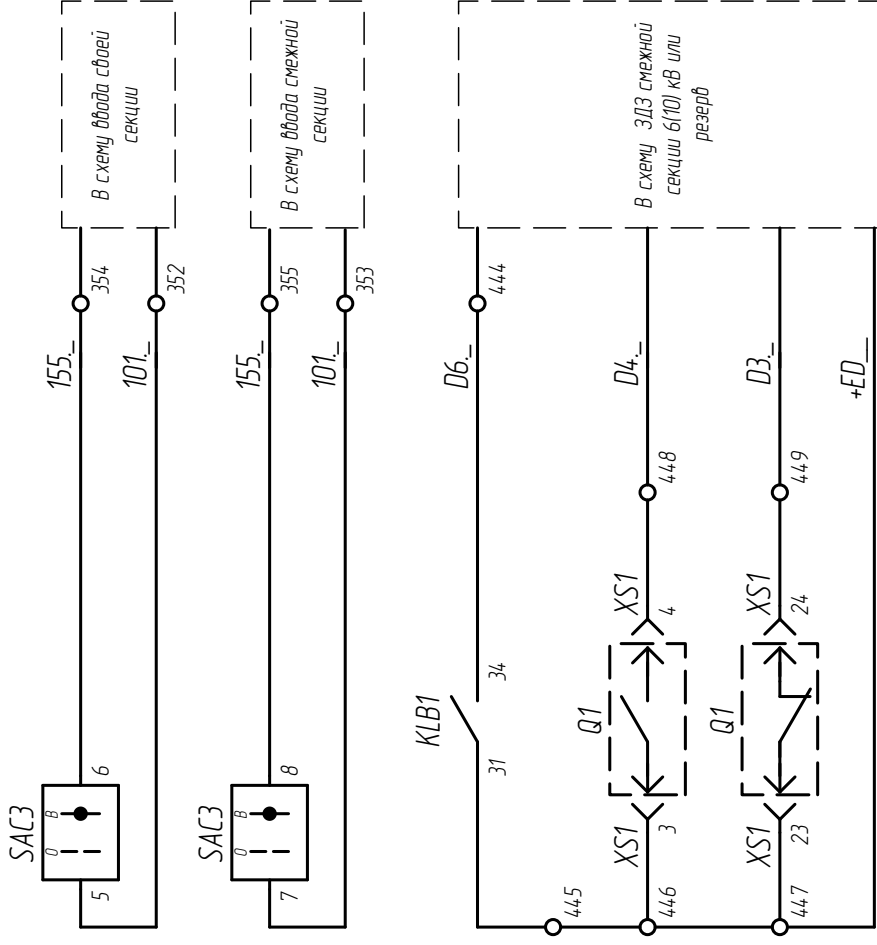 SAC3
О В
5 6
155._
354
101._
352
В схему ввода своей
секции
SAC3
О В
7 8
155._
355
101._
353
В схему ввода смежной
секции
KLB1
31 34
D6._
444
445
Q1
XS1 XS1
3 4
446
448
D4._
Q1
XS1 XS1
23 24
447
449
D3._
+ED__
В схему ЗДЗ смежной
секции 6(10) кВ или
резерв